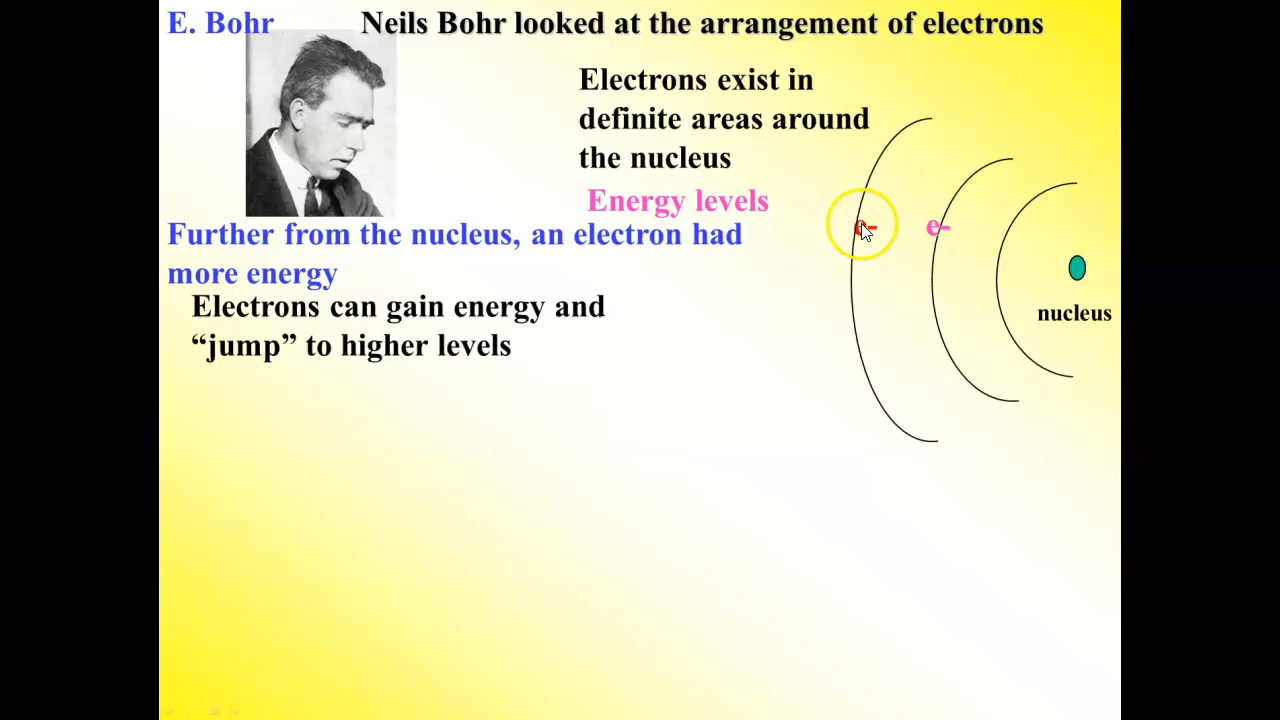 E. Bohr
Neils Bohr looked at the arrangement of electrons
Electrons exist in
definite areas around
the nucleus
Energy levels
Further from the nucleus, an electron had
more energy
Electrons can gain energy and
“jump” to higher levels
e-
e-
nucleus